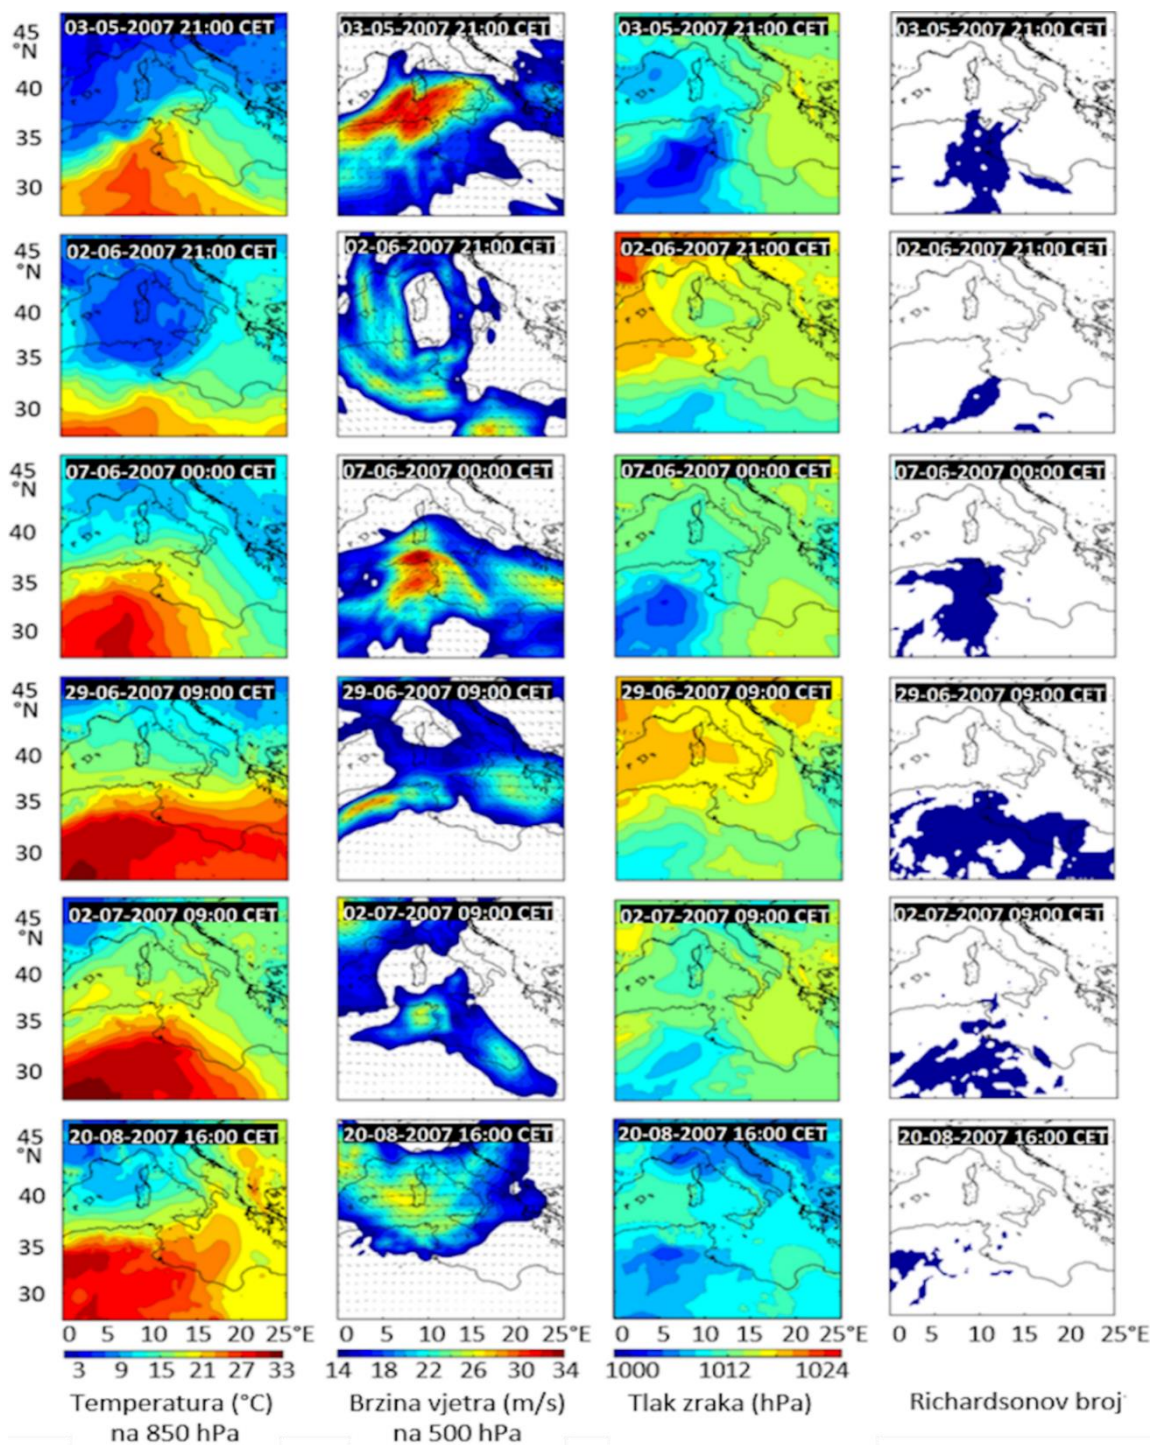 03-05-2007 21:00 CET 03-05-2007 21:00 CET 03-05-2007 21:00 CET 03-05-2007 21:00 CET
45
°N
40
35
30
02-06-2007 21:00 CET 02-06-2007 21:00 CET 02-06-2007 21:00 CET 02-06-2007 21:00 CET
45
°N
40
35
30
07-06-2007 00:00 CET 07-06-2007 00:00 CET 07-06-2007 00:00 CET 07-06-2007 00:00 CET
45
°N
40
35
30
29-06-2007 09:00 CET 29-06-2007 09:00 CET 29-06-2007 09:00 CET 29-06-2007 09:00 CET
45
°N
40
35
30
02-07-2007 09:00 CET 02-07-2007 09:00 CET 02-07-2007 09:00 CET 02-07-2007 09:00 CET
45
°N
40
35
30
20-08-2007 16:00 CET 20-08-2007 16:00 CET 20-08-2007 16:00 CET 20-08-2007 16:00 CET
45
°N
40
35
30
0 5 10 15 20 25°E 0 5 10 15 20 25°E 0 5 10 15 20 25°E 0 5 10 15 20 25°E
3 9 15 21 27 33 14 18 22 26 30 34 1000 1012 1024
Temperatura (°C) Brzina vjetra (m/s) Tlak zraka (hPa) Richardsonov broj
na 850 hPa na 500 hPa